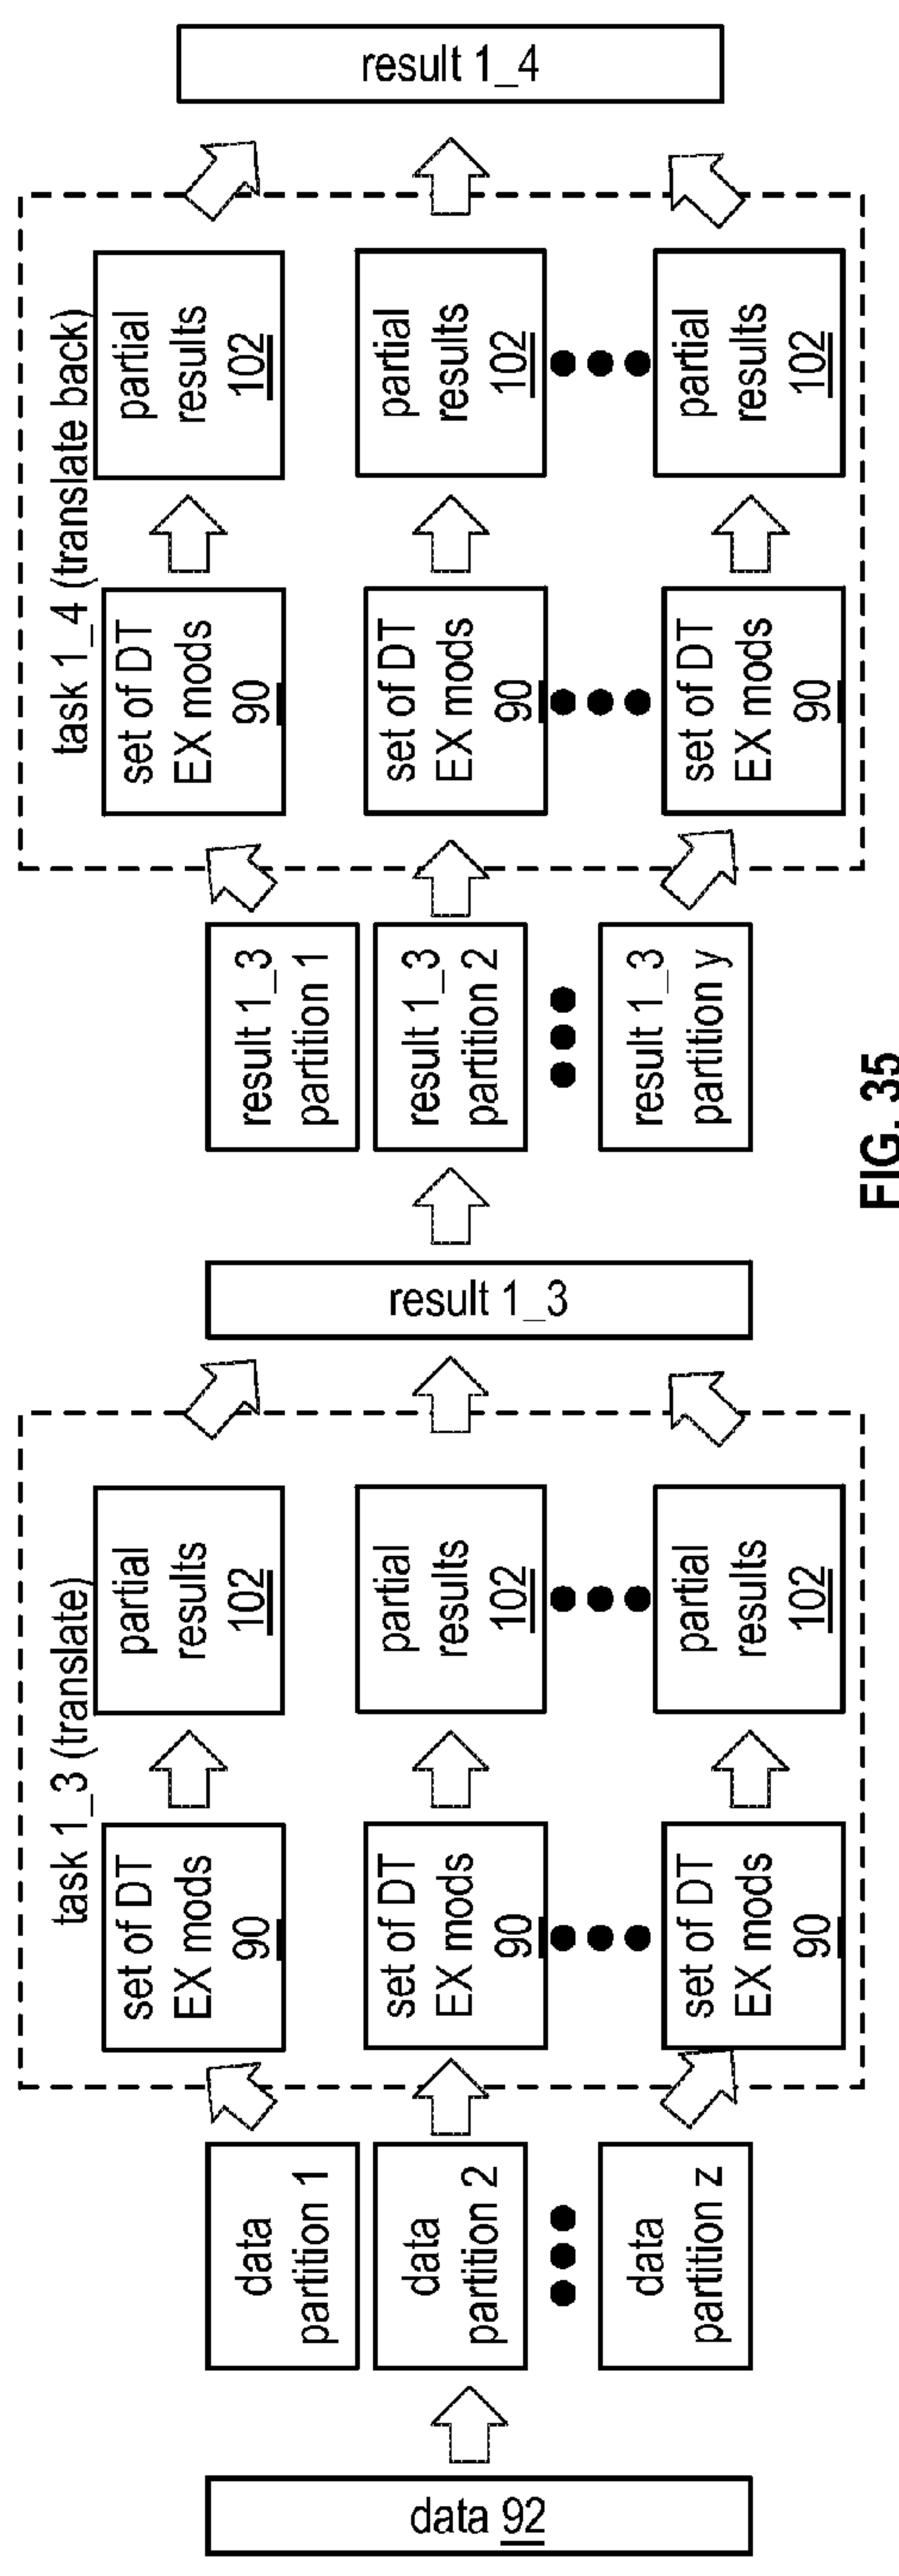 data 92
data
partition 1
data
partition 2
data
partition z
task 1_3 (translate)
set of DT
EX mods
90
partial
results
102
set of DT
EX mods
90
partial
results
102
set of DT
EX mods
90
partial
results
102
result 1_3
result 1_3
partition 1
result 1_3
partition 2
result 1_3
partition y
task 1_4 (translate back)
set of DT
EX mods
90
partial
results
102
set of DT
EX mods
90
partial
results
102
set of DT
EX mods
90
partial
results
102
result 1_4
FIG. 35